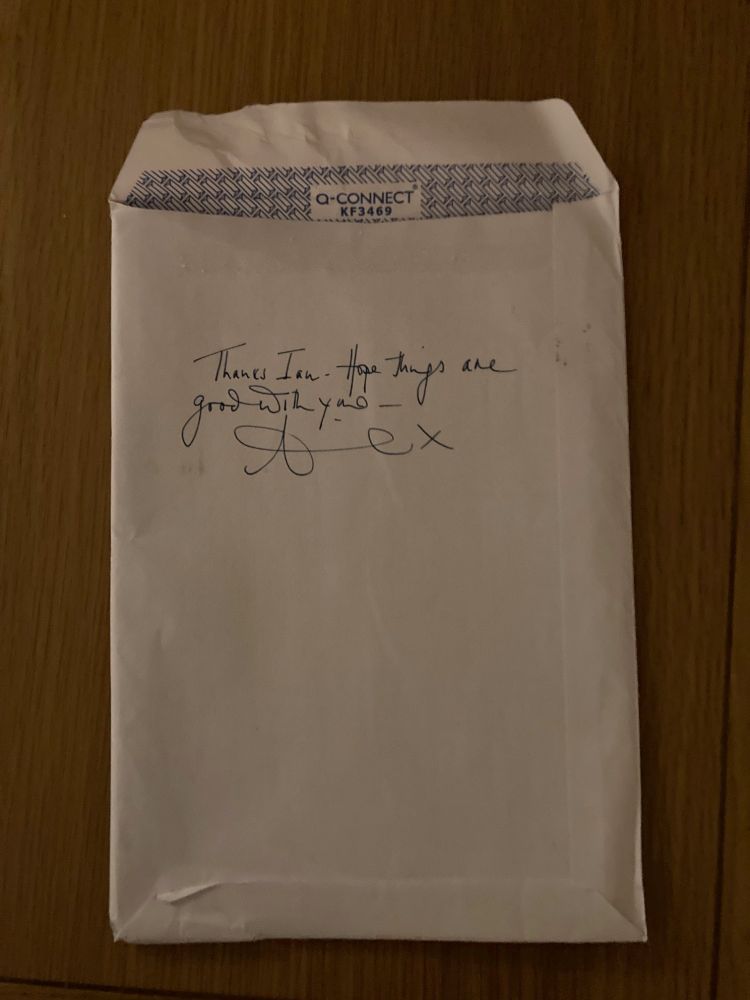 Q-CONNECT®
KF3469
Thanks Ian - Hope things are
good with you —
X